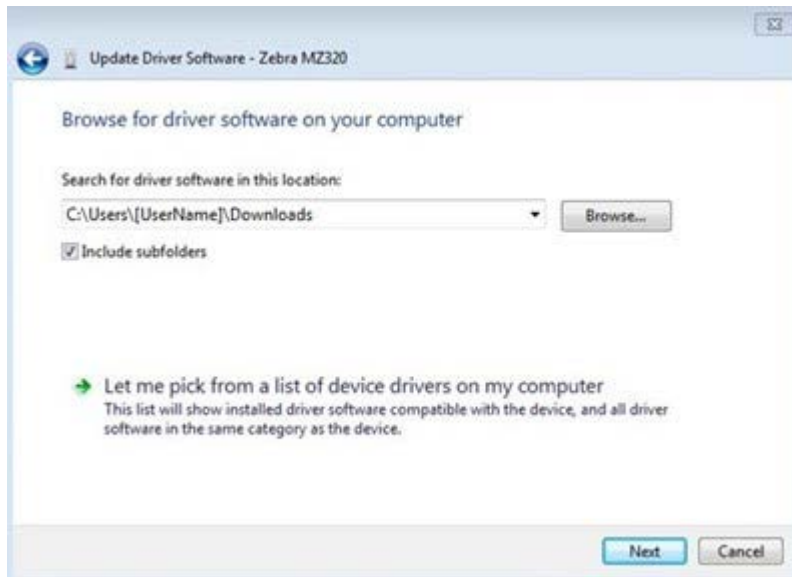 Update Driver Software - Zebra MZ320
Browse for driver software on your computer
Search for driver software in this location:
C:\Users\[UserName]\Downloads
Browse...
Include subfolders
Let me pick from a list of device drivers on my computer
This list will show installed driver software compatible with the device, and all driver
software in the same category as the device.
Next
Cancel